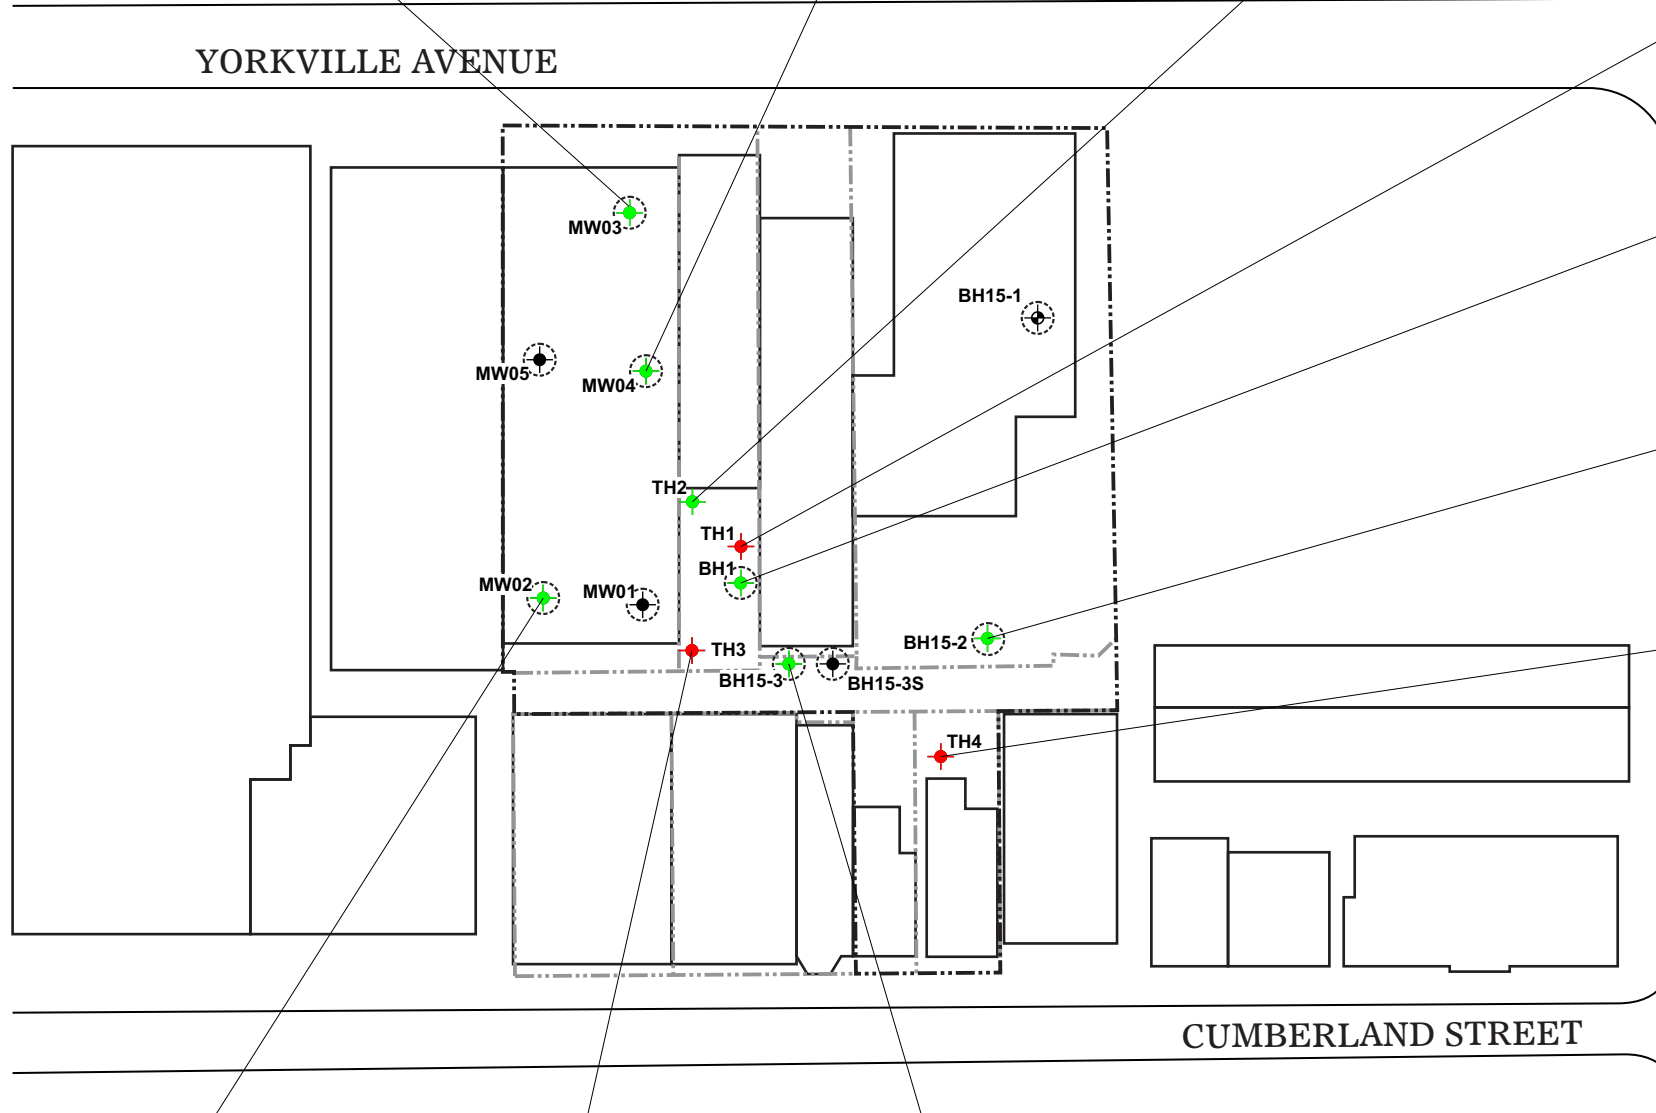 YORKVILLE AVENUE
MW03
BH15-1
MW05
MW04
TH2
TH1
BH1
MW02
MW01
TH3
BH15-2
BH15-3
BH15-3S
TH4
CUMBERLAND STREET